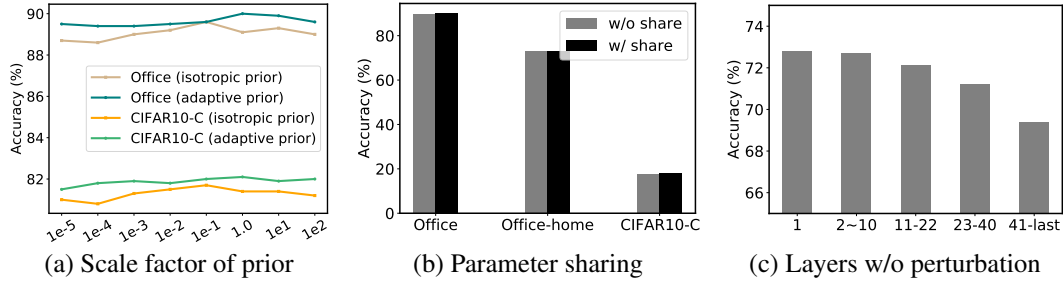 90
88
86
84
82
Accuracy (%)
Office (isotropic prior)
Office (adaptive prior)
CIFAR10-C (isotropic prior)
CIFAR10-C (adaptive prior)
1e-5
1e-4
1e-3
1e-2
1e-1
1.0
1e1
1e2
(a) Scale factor of prior
80
60
40
20
0
Accuracy (%)
w/o share
w/ share
Office
Office-home
CIFAR10-C
(b) Parameter sharing
74
72
70
68
66
Accuracy (%)
1
2~10
11-22
23-40
41-last
(c) Layers w/o perturbation